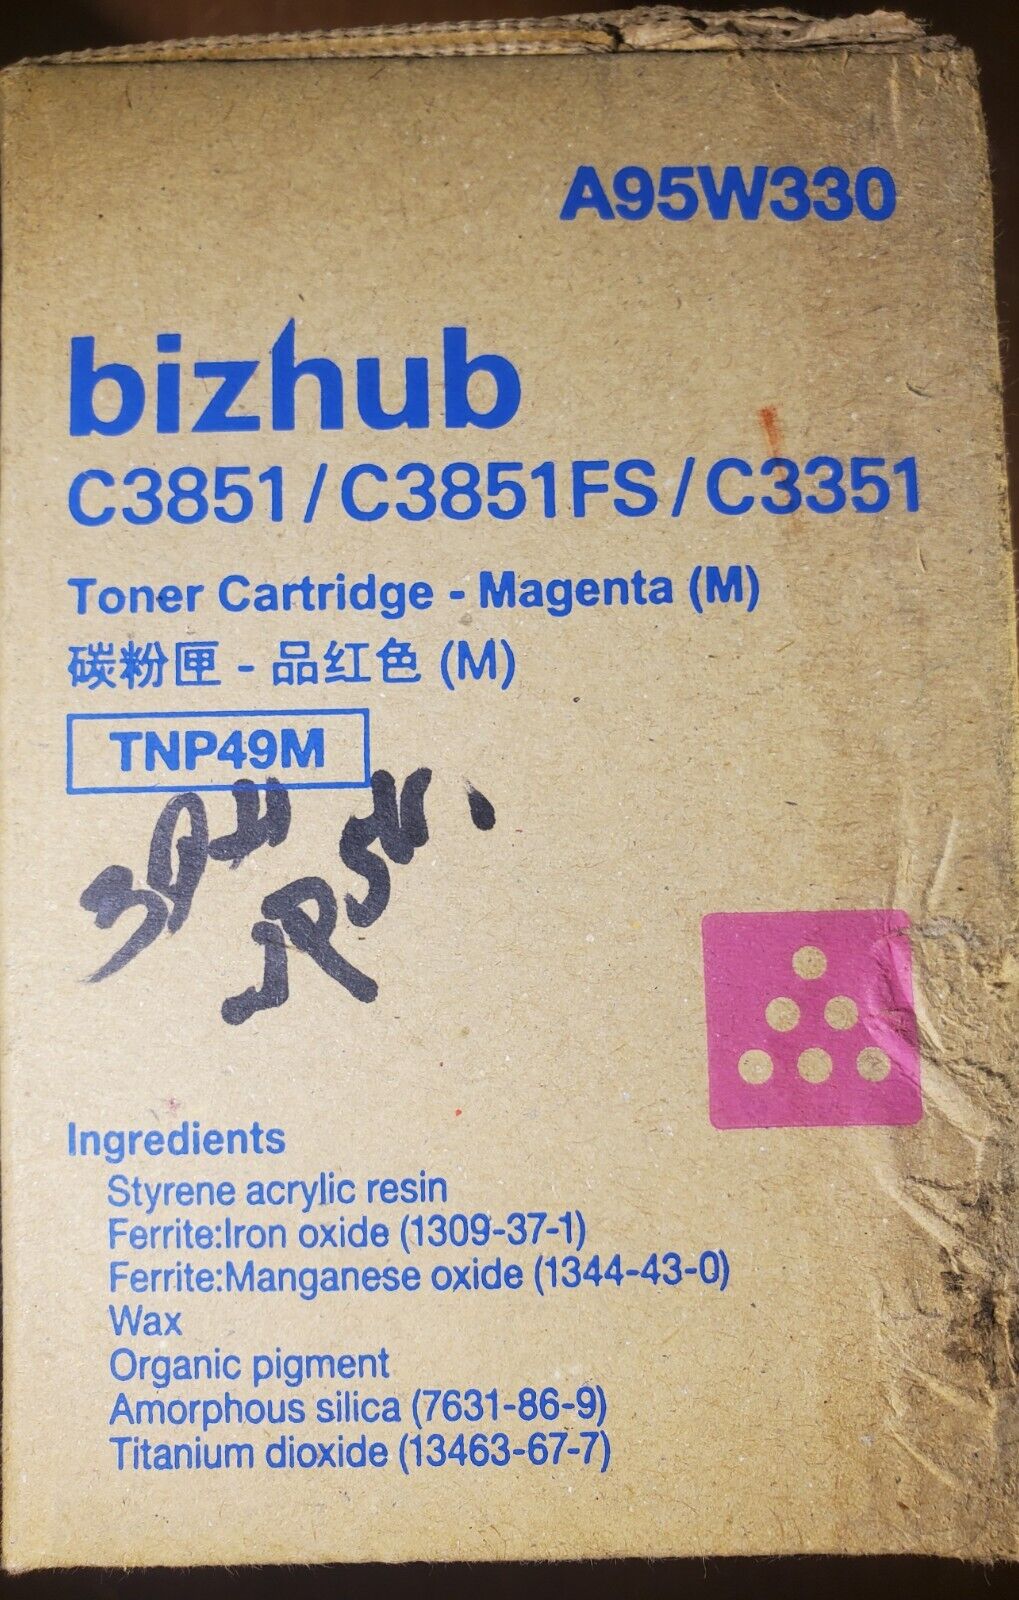 A95W330
bizhub
C3851/C3851FS/C3351
Toner Cartridge - Magenta (M)
碳粉匣 - 品红色 (M)
TNP49M
Ingredients
Styrene acrylic resin
Ferrite:Iron oxide (1309-37-1)
Ferrite:Manganese oxide (1344-43-0)
Wax
Organic pigment
Amorphous silica (7631-86-9)
Titanium dioxide (13463-67-7)